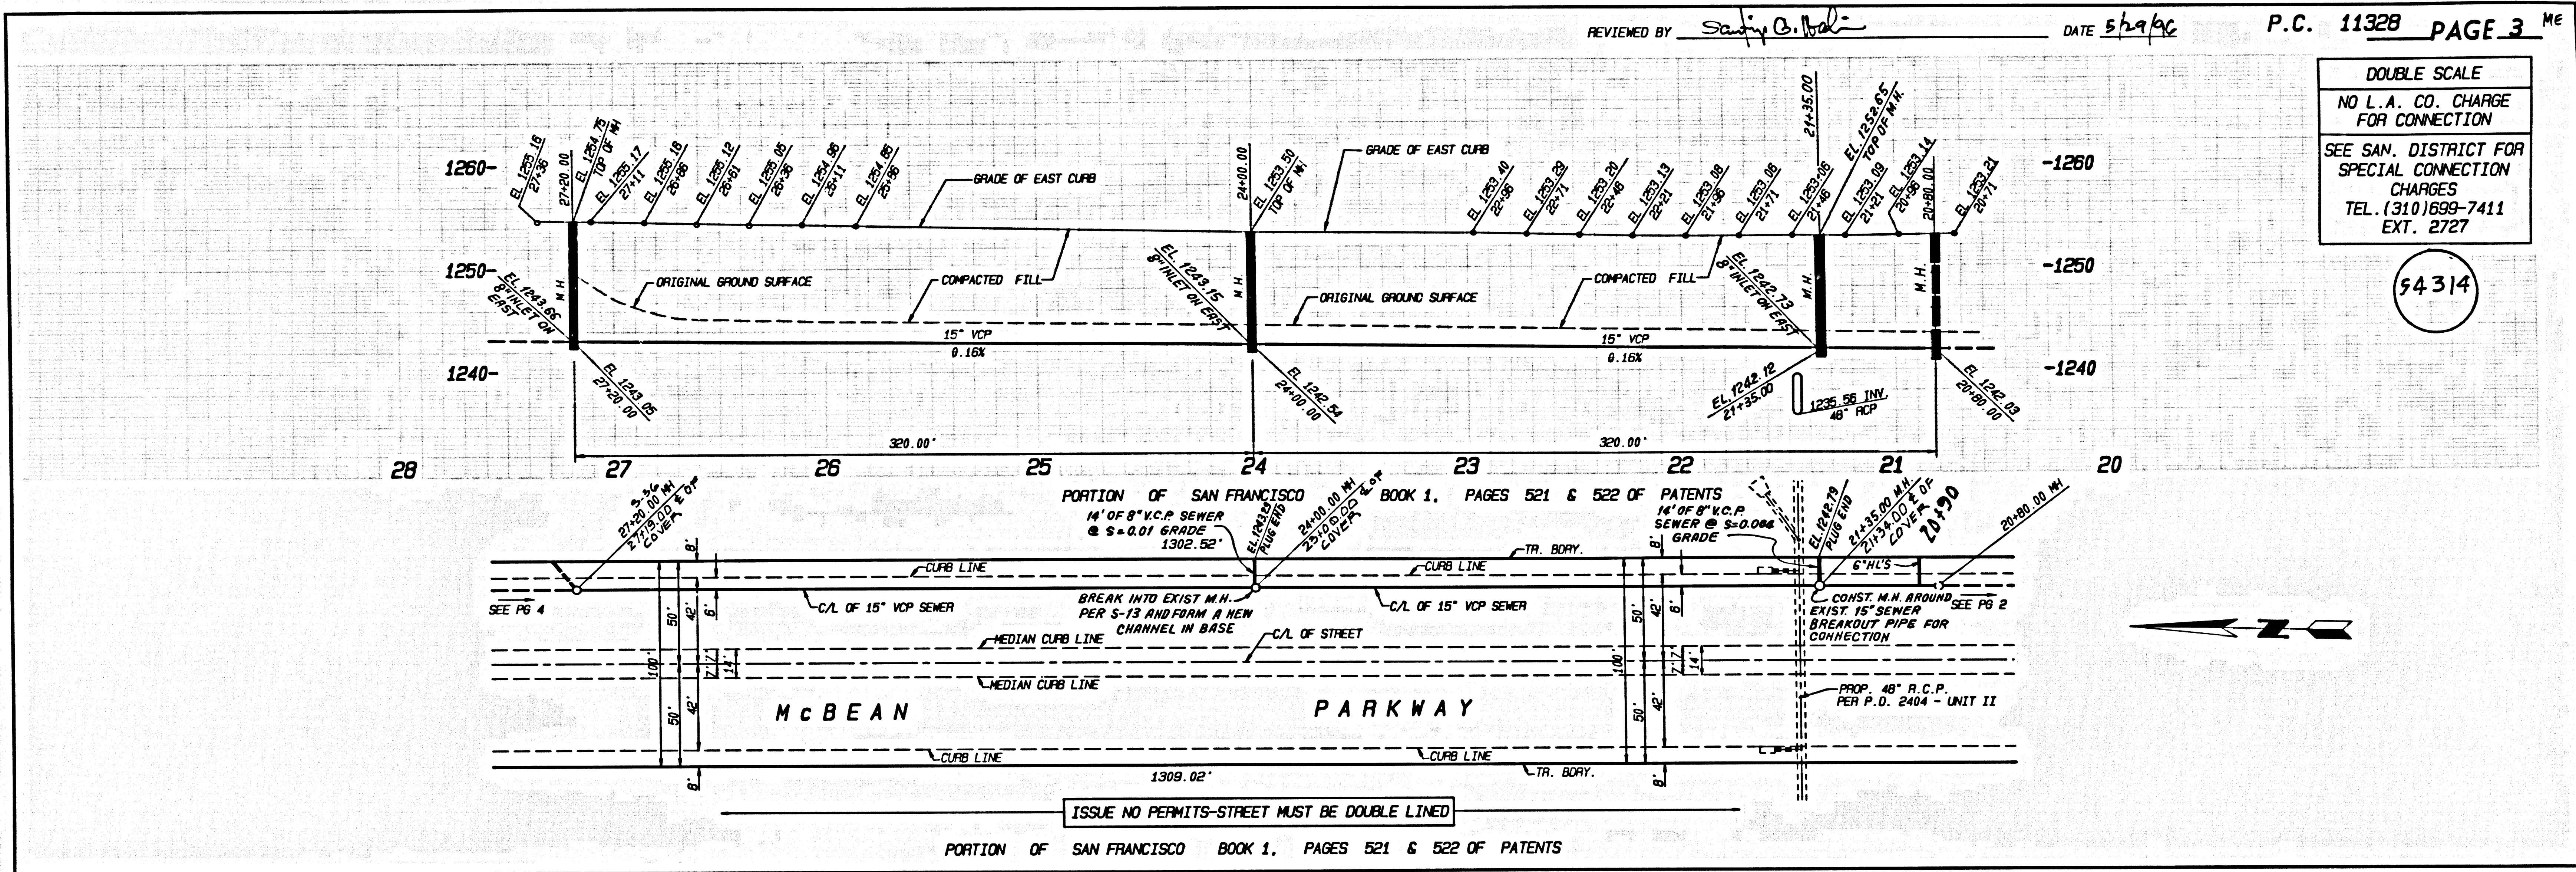 REVIEWED BY
DATE 5/29/96
P.C. 11328 PAGE 3 ME
DOUBLE SCALE
NO L.A. CO. CHARGE
FOR CONNECTION
SEE SAN. DISTRICT FOR
SPECIAL CONNECTION
CHARGES
TEL.(310)699-7411
EXT. 2727
54314
1260-
1250-
1240-
EL 1255.16
27+36
27+20.00
EL 1254.75
TOP OF MH
EL 1255.17
27+11
EL 1255.18
26+86
EL 1255.12
26+61
EL 1255.05
26+36
EL 1254.96
26+11
EL 1254.85
25+86
GRADE OF EAST CURB
24+00.00
EL 1253.50
TOP OF MH
GRADE OF EAST CURB
EL 1253.40
22+96
EL 1253.29
22+71
EL 1253.20
22+46
EL 1253.13
22+21
EL 1253.08
21+96
EL 1253.06
21+71
EL 1253.06
21+46
21+35.00
EL. 1252.65
TOP OF M.H.
EL 1253.09
21+21
EL 1253.14
20+96
20+80.00
EL 1253.21
20+71
-1260
-1250
-1240
EL. 1243.66
8" INLET ON
EAST
M.H.
ORIGINAL GROUND SURFACE
COMPACTED FILL
EL. 1243.15
8" INLET ON EAST
M H
ORIGINAL GROUND SURFACE
COMPACTED FILL
EL. 1242.73
8" INLET ON EAST
M.H.
M.H.
15" VCP
0.16%
15" VCP
0.16%
EL 1243.05
27+20.00
EL 1242.54
24+00.00
EL. 1242.12
21+35.00
1235.56 INV.
48" RCP
EL 1242.03
20+80.00
320.00'
320.00'
28 27 26 25 24 23 22 21 20
PORTION OF SAN FRANCISCO BOOK 1, PAGES 521 & 522 OF PATENTS
S-36
27+20.00 MH
27+19.00 ℄ OF
COVER
14' OF 8" V.C.P. SEWER
@ S=0.01 GRADE
1302.52'
EL. 1243.29
PLUG END
24+00.00 MH
℄ OF
COVER
14' OF 8" V.C.P.
SEWER @
GRADE
EL. 1242.79
PLUG END
21+35.00 M.H.
21+34.00 ℄ OF
COVER
20+90
20+80.00 MH
8'
TR. BDRY.
8'
CURB LINE
CURB LINE
6"HL'S
SEE PG 4
C/L OF 15" VCP SEWER
BREAK INTO EXIST M.H.
PER S-13 AND FORM A NEW
CHANNEL IN BASE
C/L OF 15" VCP SEWER
CONST. M.H. AROUND
EXIST. 15" SEWER
BREAKOUT PIPE FOR
CONNECTION
SEE PG 2
50'
42'
6'
50'
42'
6'
MEDIAN CURB LINE
C/L OF STREET
100'
7'
7'
14'
100'
7'
7'
14'
MEDIAN CURB LINE
N
PROP. 48" R.C.P.
PER P.D. 2404 - UNIT II
50'
42'
McBEAN PARKWAY
50'
42'
CURB LINE
CURB LINE
8'
1309.02'
TR. BDRY.
8'
ISSUE NO PERMITS-STREET MUST BE DOUBLE LINED
PORTION OF SAN FRANCISCO BOOK 1, PAGES 521 & 522 OF PATENTS